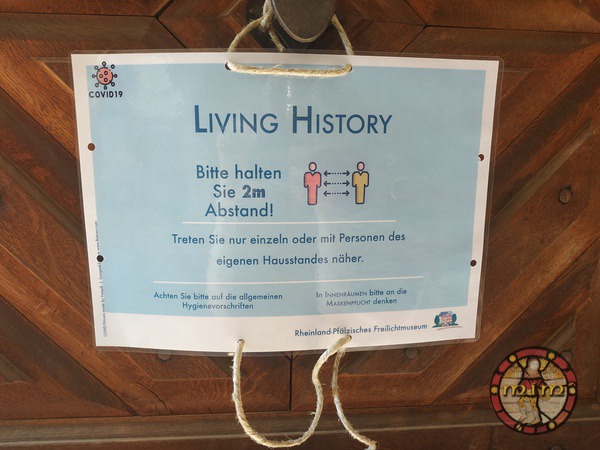 COVID19
LIVING HISTORY
Bitte halten
Sie 2m
Abstand!
Treten Sie nur einzeln oder mit Personen des
eigenen Hausstandes näher.
Achten Sie bitte auf die allgemeinen
Hygienevorschriften
In INNENRÄUMEN bitte an die
MASKENPFLICHT denken
Rheinland-Pfälzisches Freilichtmuseum